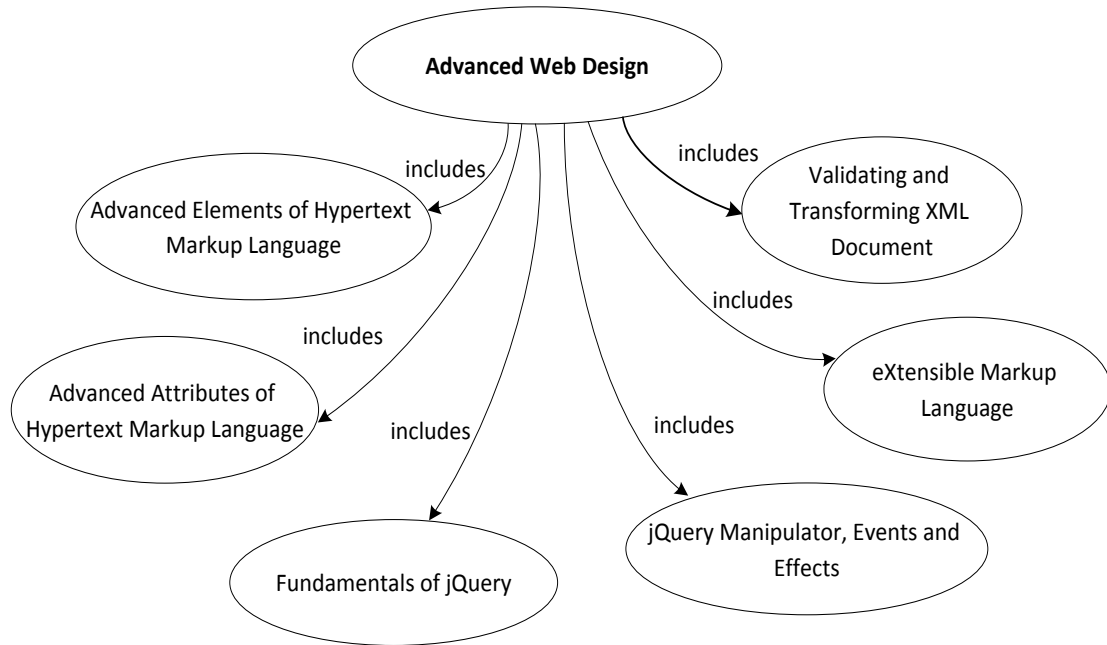 Advanced Web Design
includes
Advanced Elements of Hypertext
Markup Language
includes
Validating and
Transforming XML
Document
includes
Advanced Attributes of
Hypertext Markup Language
includes
eXtensible Markup
Language
includes
Fundamentals of jQuery
includes
jQuery Manipulator, Events and
Effects